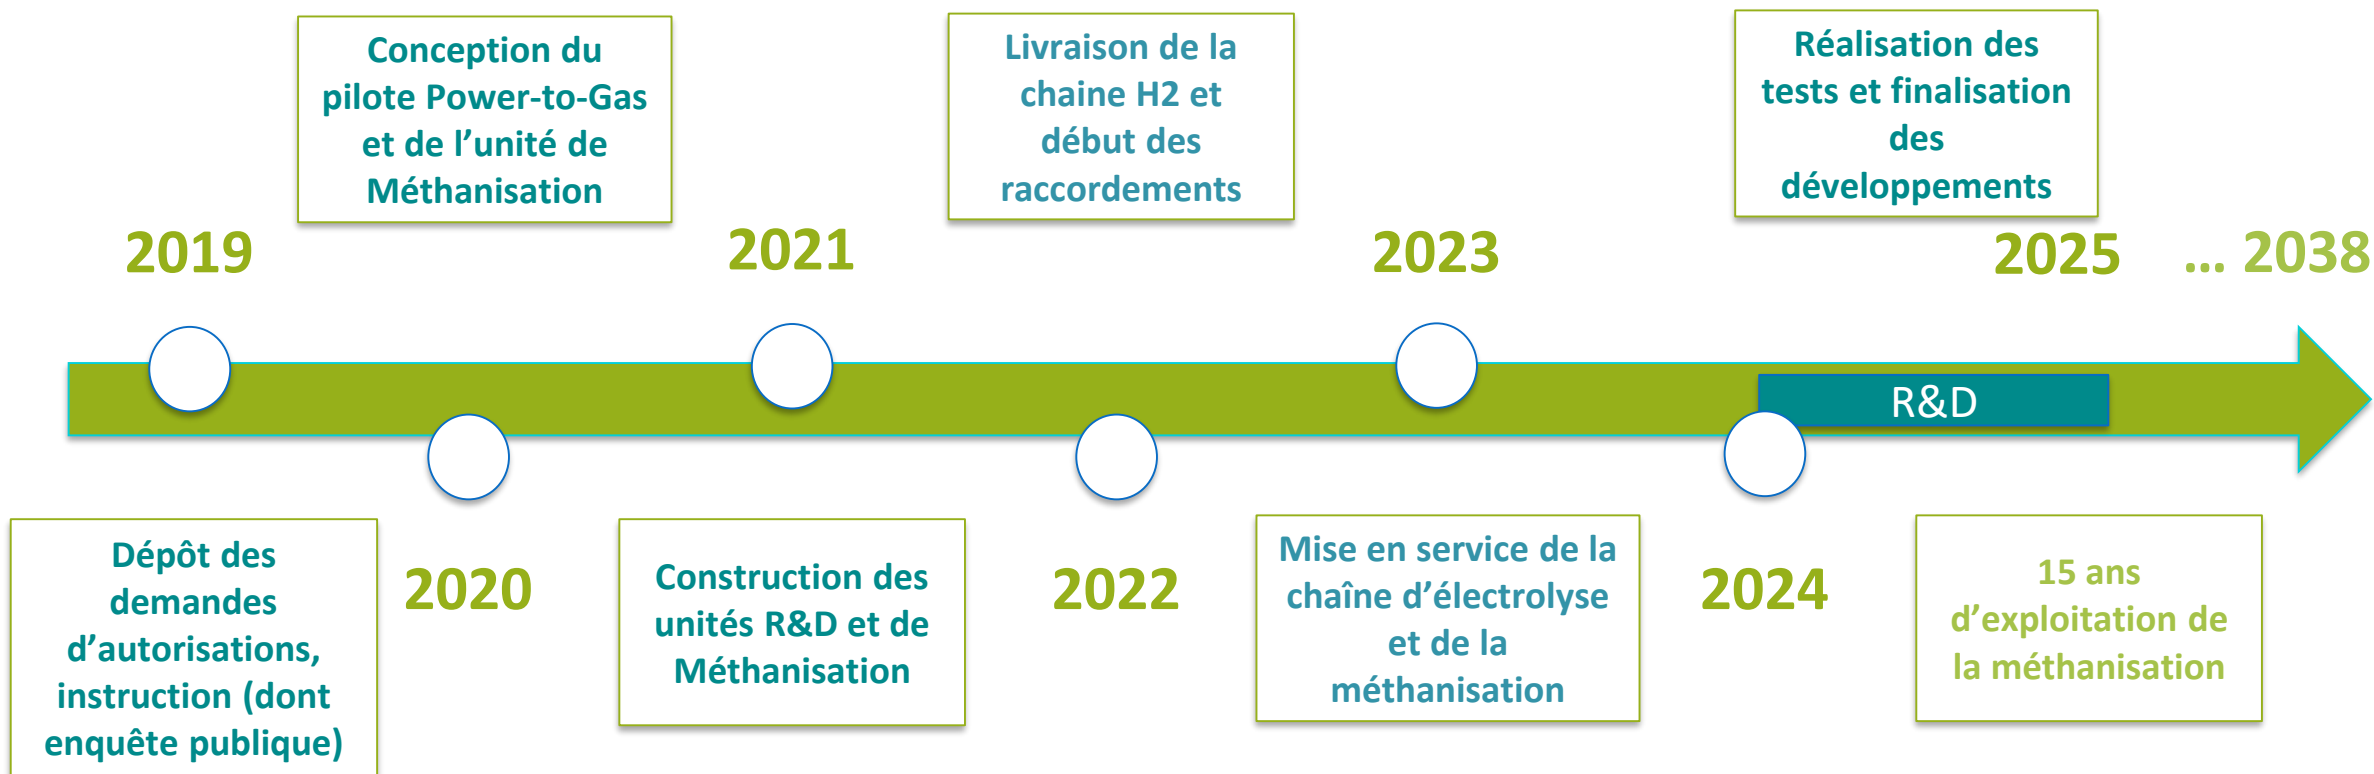 Conception du
pilote Power-to-Gas
et de l’unité de
Méthanisation
Livraison de la
chaine H2 et
début des
raccordements
Réalisation des
tests et finalisation
des
développements
2019
2021
2023
2025
... 2038
R&D
Dépôt des
demandes
d’autorisations,
instruction (dont
enquête publique)
2020
Construction des
unités R&D et de
Méthanisation
2022
Mise en service de la
chaîne d’électrolyse
et de la
méthanisation
2024
15 ans
d’exploitation de
la méthanisation